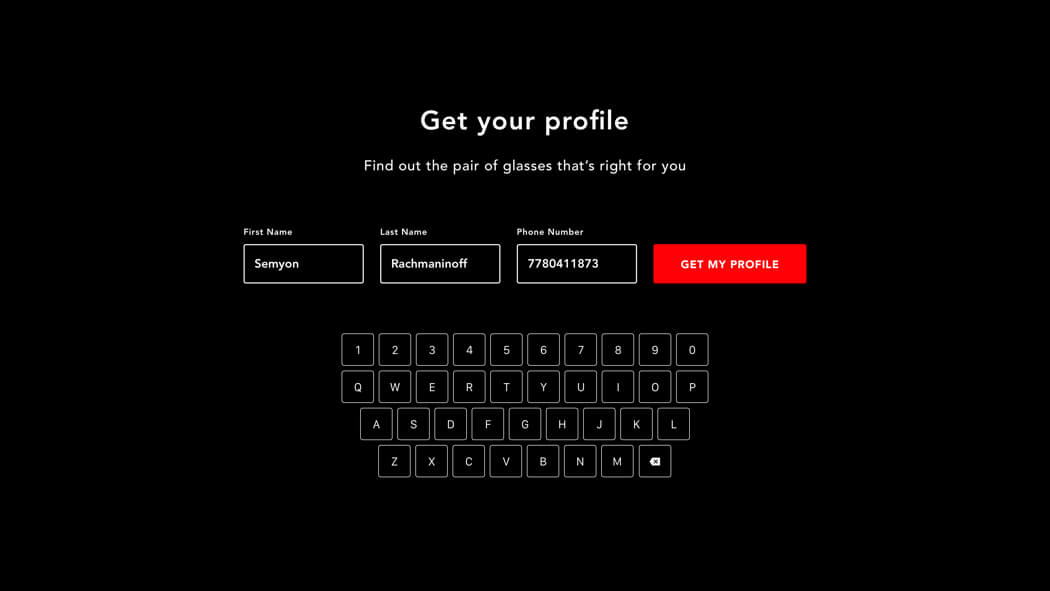 Get your profile
Find out the pair of glasses that's right for you
First Name Last Name Phone Number
Semyon Rachmaninoff 7780411873 GET MY PROFILE
1 2 3 4 5 6 7 8 9 0
Q W E R T Y U I O P
A S D F G H J K L
Z X C V B N M